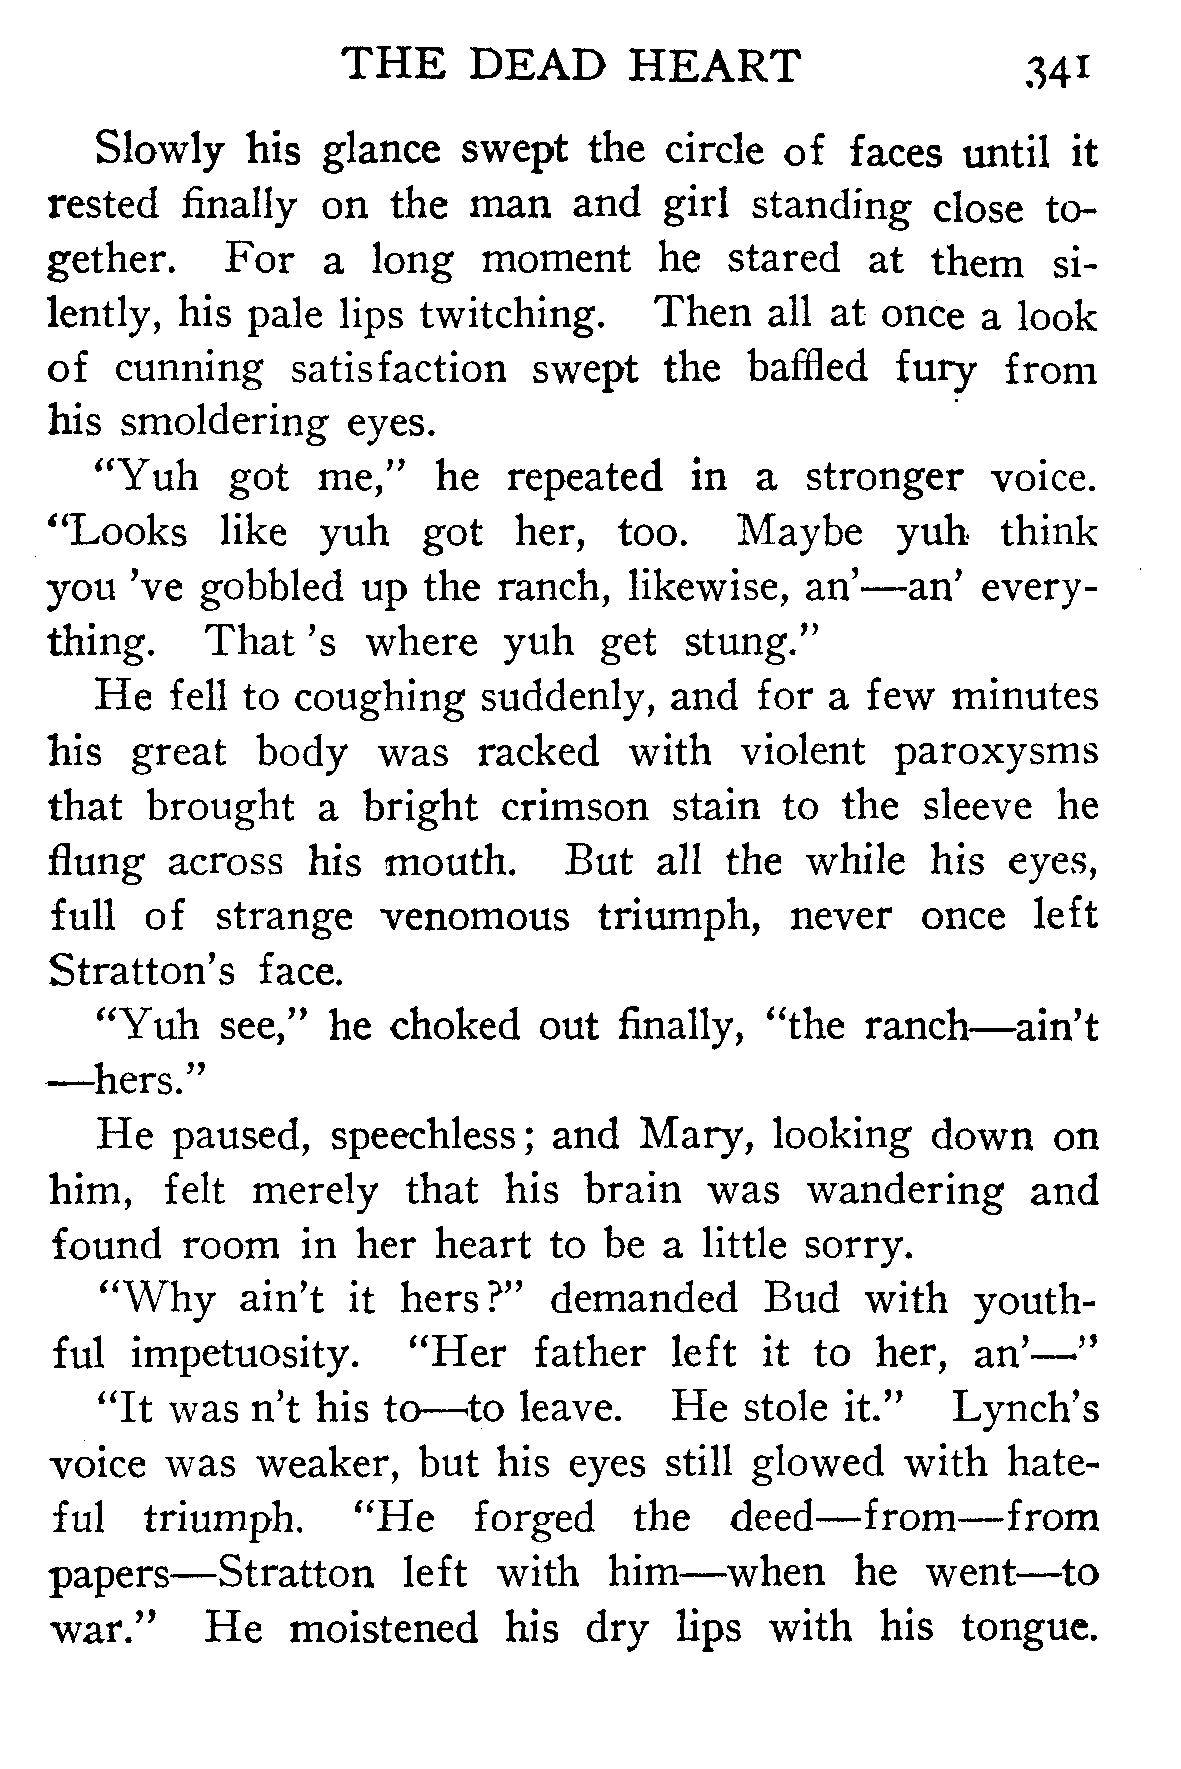 THE DEAD HEART 341
Slowly his glance swept the circle of faces until it
rested finally on the man and girl standing close to-
gether. For a long moment he stared at them si-
lently, his pale lips twitching. Then all at once a look
of cunning satisfaction swept the baffled fury from
his smoldering eyes.
"Yuh got me," he repeated in a stronger voice.
"Looks like yuh got her, too. Maybe yuh think
you 've gobbled up the ranch, likewise, an'—an' every-
thing. That 's where yuh get stung."
He fell to coughing suddenly, and for a few minutes
his great body was racked with violent paroxysms
that brought a bright crimson stain to the sleeve he
flung across his mouth. But all the while his eyes,
full of strange venomous triumph, never once left
Stratton's face.
"Yuh see," he choked out finally, "the ranch—ain't
—hers."
He paused, speechless; and Mary, looking down on
him, felt merely that his brain was wandering and
found room in her heart to be a little sorry.
"Why ain't it hers?" demanded Bud with youth-
ful impetuosity. "Her father left it to her, an'—"
"It was n't his to—to leave. He stole it." Lynch's
voice was weaker, but his eyes still glowed with hate-
ful triumph. "He forged the deed—from—from
papers—Stratton left with him—when he went—to
war." He moistened his dry lips with his tongue.